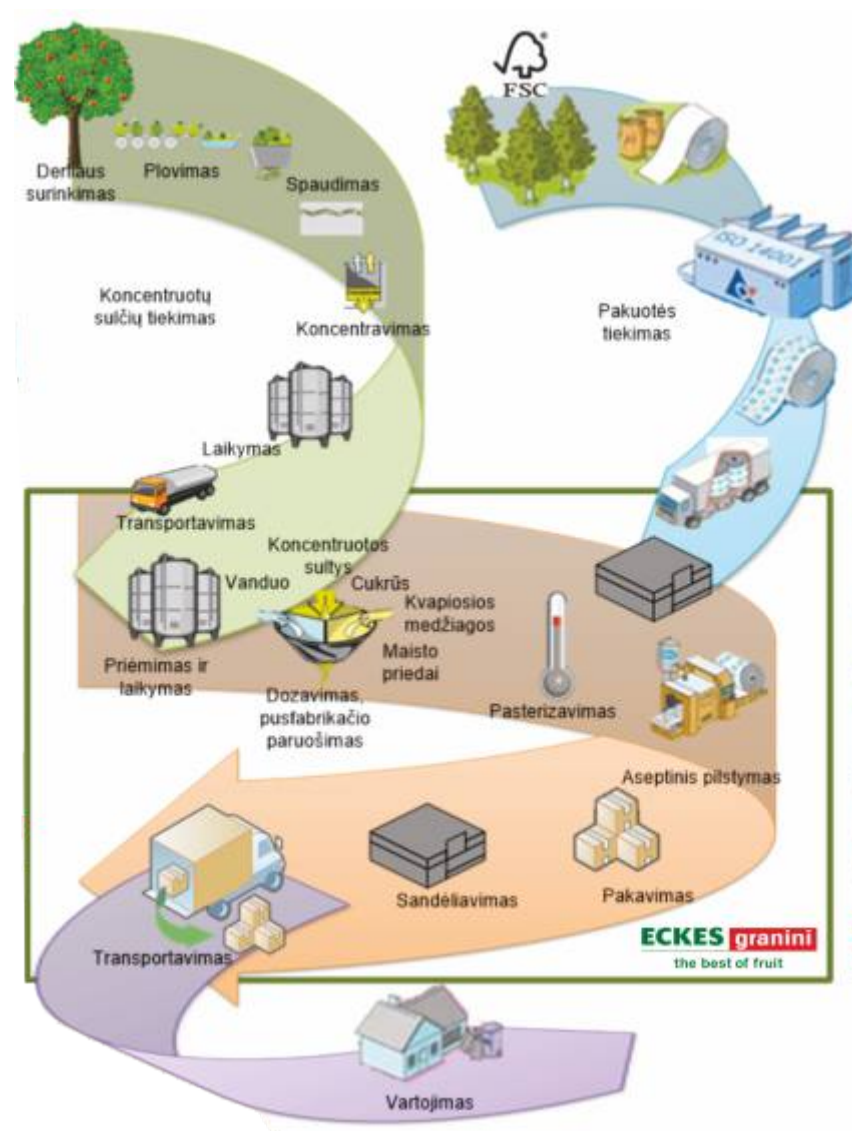 FSC
Derliaus
surinkimas
Plovimas
Spaudimas
Koncentruotų
sulčių tiekimas
Koncentravimas
ISO 14001
Pakuotės
tiekimas
Laikymas
Transportavimas
Koncentruotos
sultys
Vanduo
Cukrūs
Kvapiosios
medžiagos
Maisto
priedai
Priėmimas ir
laikymas
Dozavimas,
pusfabrikačio
paruošimas
Pasterizavimas
Aseptinis pilstymas
Pakavimas
Sandėliavimas
Transportavimas
ECKES granini
the best of fruit
Vartojimas